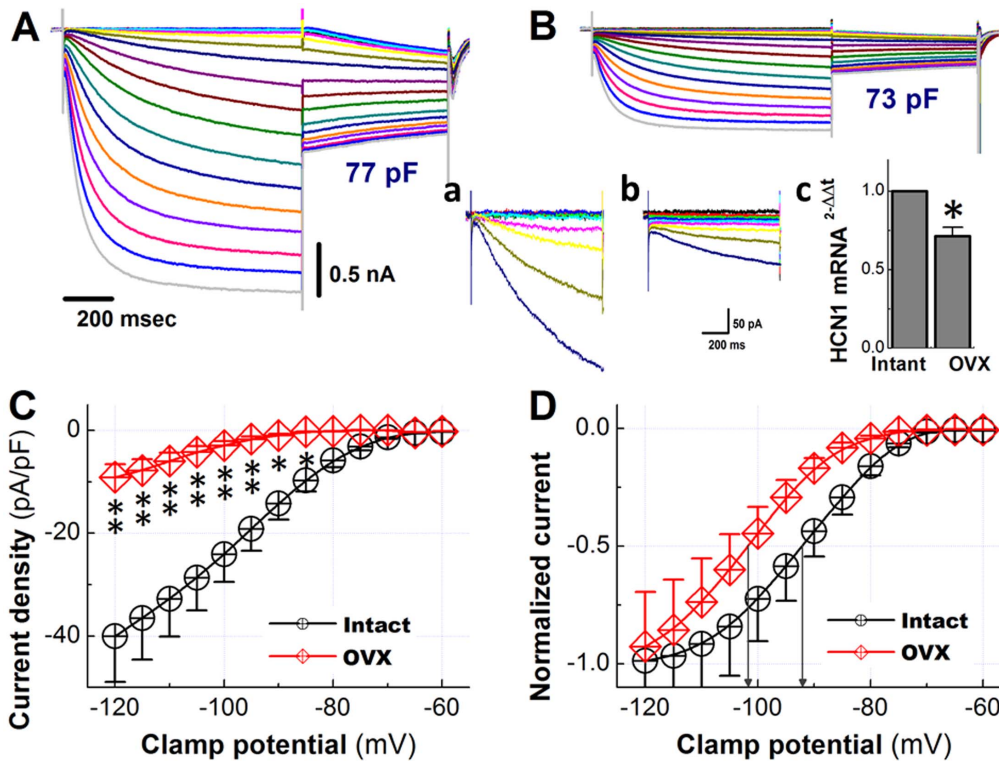 A
77 pF
0.5 nA
200 msec
B
73 pF
a
b
50 pA
200 ms
c
HCN1 mRNA 2-ΔΔt
1.0
0.5
0.0
*
Intant OVX
C
Current density (pA/pF)
0
-20
-40
** ** ** ** ** ** * *
Intact
OVX
-120 -100 -80 -60
Clamp potential (mV)
D
Normalized current
0.0
-0.5
-1.0
Intact
OVX
-120 -100 -80 -60
Clamp potential (mV)